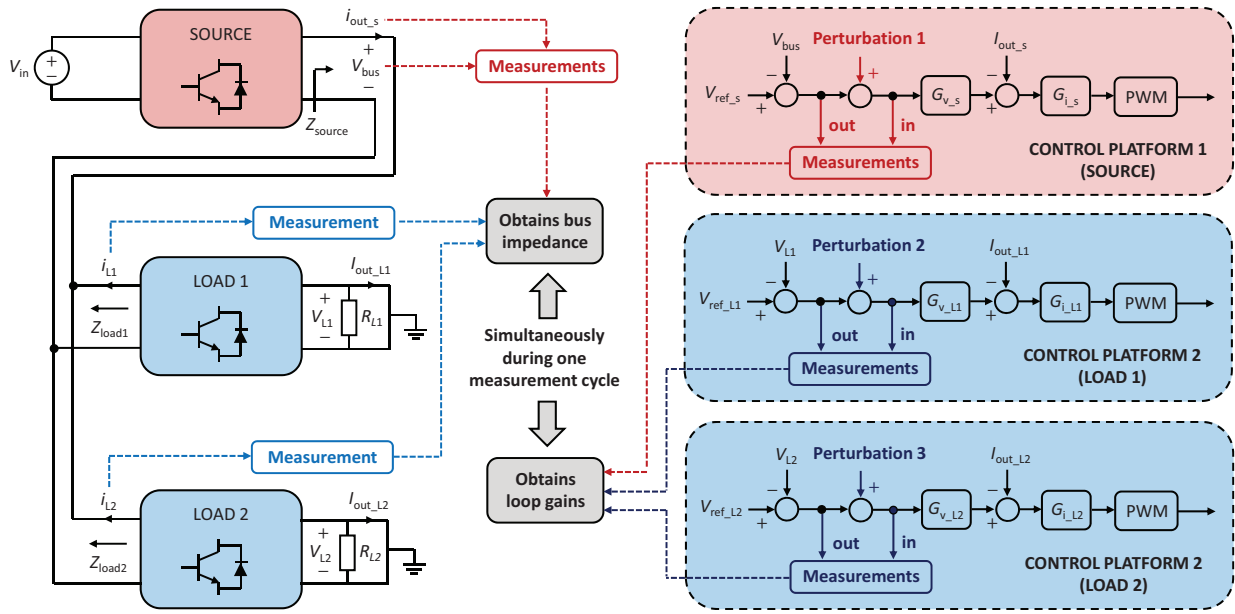 SOURCE
V_in
+
−
i_out_s
+
V_bus
−
Z_source
Measurements
Measurement
i_L1
Z_load1
LOAD 1
I_out_L1
+
V_L1
−
R_L1
Obtains bus
impedance
Simultaneously
during one
measurement cycle
Obtains
loop gains
Measurement
i_L2
Z_load2
LOAD 2
I_out_L2
+
V_L2
−
R_L2
V_bus
Perturbation 1
I_out_s
−
+
−
V_ref_s
+
G_v_s
+
G_i_s
PWM
out
in
Measurements
CONTROL PLATFORM 1
(SOURCE)
V_L1
Perturbation 2
I_out_L1
−
+
−
V_ref_L1
+
G_v_L1
+
G_i_L1
PWM
out
in
Measurements
CONTROL PLATFORM 2
(LOAD 1)
V_L2
Perturbation 3
I_out_L2
−
+
−
V_ref_L2
+
G_v_L2
+
G_i_L2
PWM
out
in
Measurements
CONTROL PLATFORM 2
(LOAD 2)